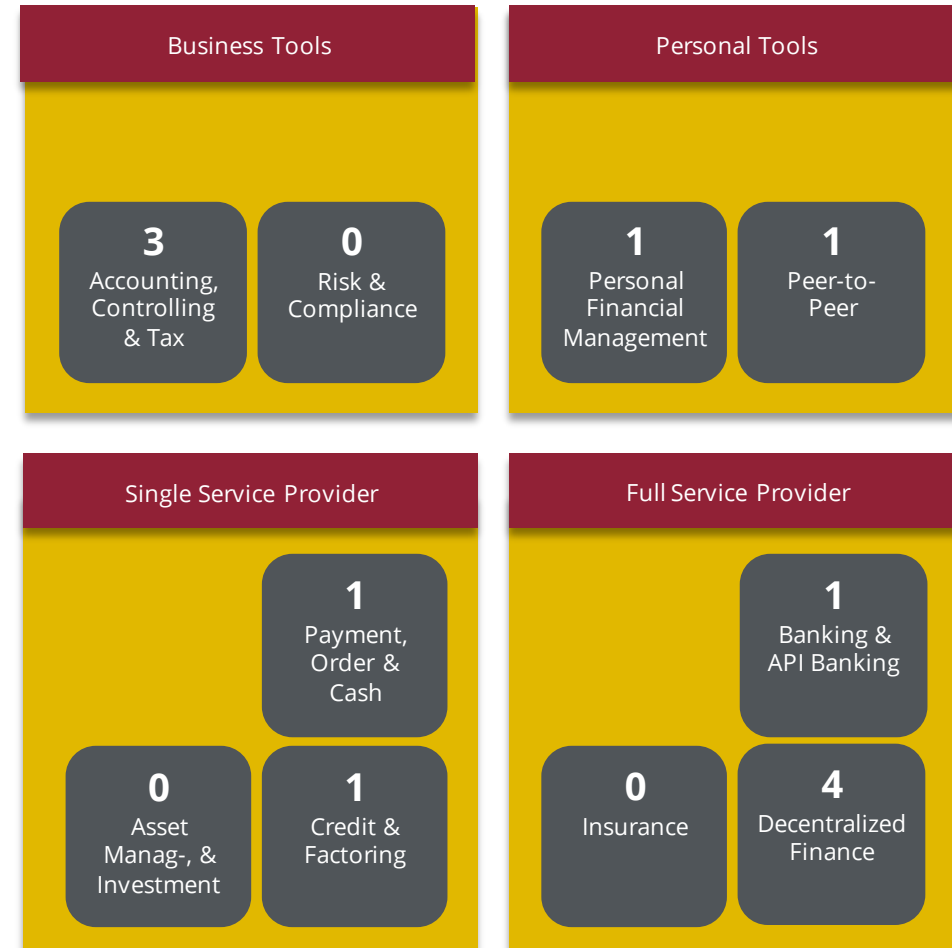 Business Tools
3
Accounting,
Controlling
& Tax
0
Risk &
Compliance
Personal Tools
1
Personal
Financial
Management
1
Peer-to-
Peer
Single Service Provider
1
Payment,
Order &
Cash
0
Asset
Manag-, &
Investment
1
Credit &
Factoring
Full Service Provider
1
Banking &
API Banking
0
Insurance
4
Decentralized
Finance